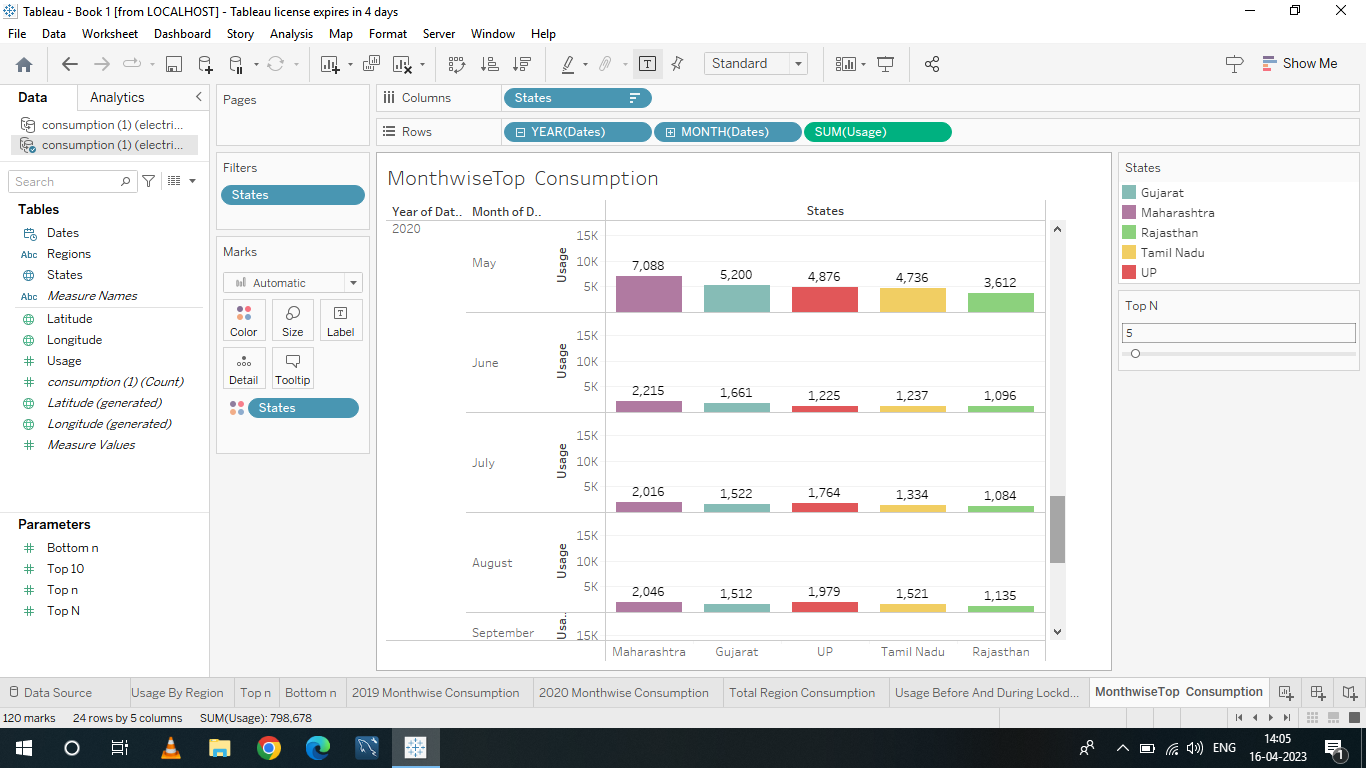 Tableau - Book 1 [from LOCALHOST] - Tableau license expires in 4 days
File Data Worksheet Dashboard Story Analysis Map Format Server Window Help
Standard
Show Me
Data Analytics
consumption (1) (electri...
consumption (1) (electri...
Search
Tables
Dates
Abc Regions
States
Abc Measure Names
Latitude
Longitude
Usage
consumption (1) (Count)
Latitude (generated)
Longitude (generated)
Measure Values
Parameters
Bottom n
Top 10
Top n
Top N
Pages
Filters
States
Marks
Automatic
Color Size Label
Detail Tooltip
States
Columns States
Rows YEAR(Dates) MONTH(Dates) SUM(Usage)
MonthwiseTop Consumption
Year of Dat.. Month of D.. States
2020
May Usage 15K 10K 5K
7,088 5,200 4,876 4,736 3,612
June Usage 15K 10K 5K
2,215 1,661 1,225 1,237 1,096
July Usage 15K 10K 5K
2,016 1,522 1,764 1,334 1,084
August Usage 15K 10K 5K
2,046 1,512 1,979 1,521 1,135
September Usa.. 15K
Maharashtra Gujarat UP Tamil Nadu Rajasthan
States
Gujarat
Maharashtra
Rajasthan
Tamil Nadu
UP
Top N
5
Data Source Usage By Region Top n Bottom n 2019 Monthwise Consumption 2020 Monthwise Consumption Total Region Consumption Usage Before And During Lockd... MonthwiseTop Consumption
120 marks 24 rows by 5 columns SUM(Usage): 798,678
ENG 14:05
16-04-2023 1